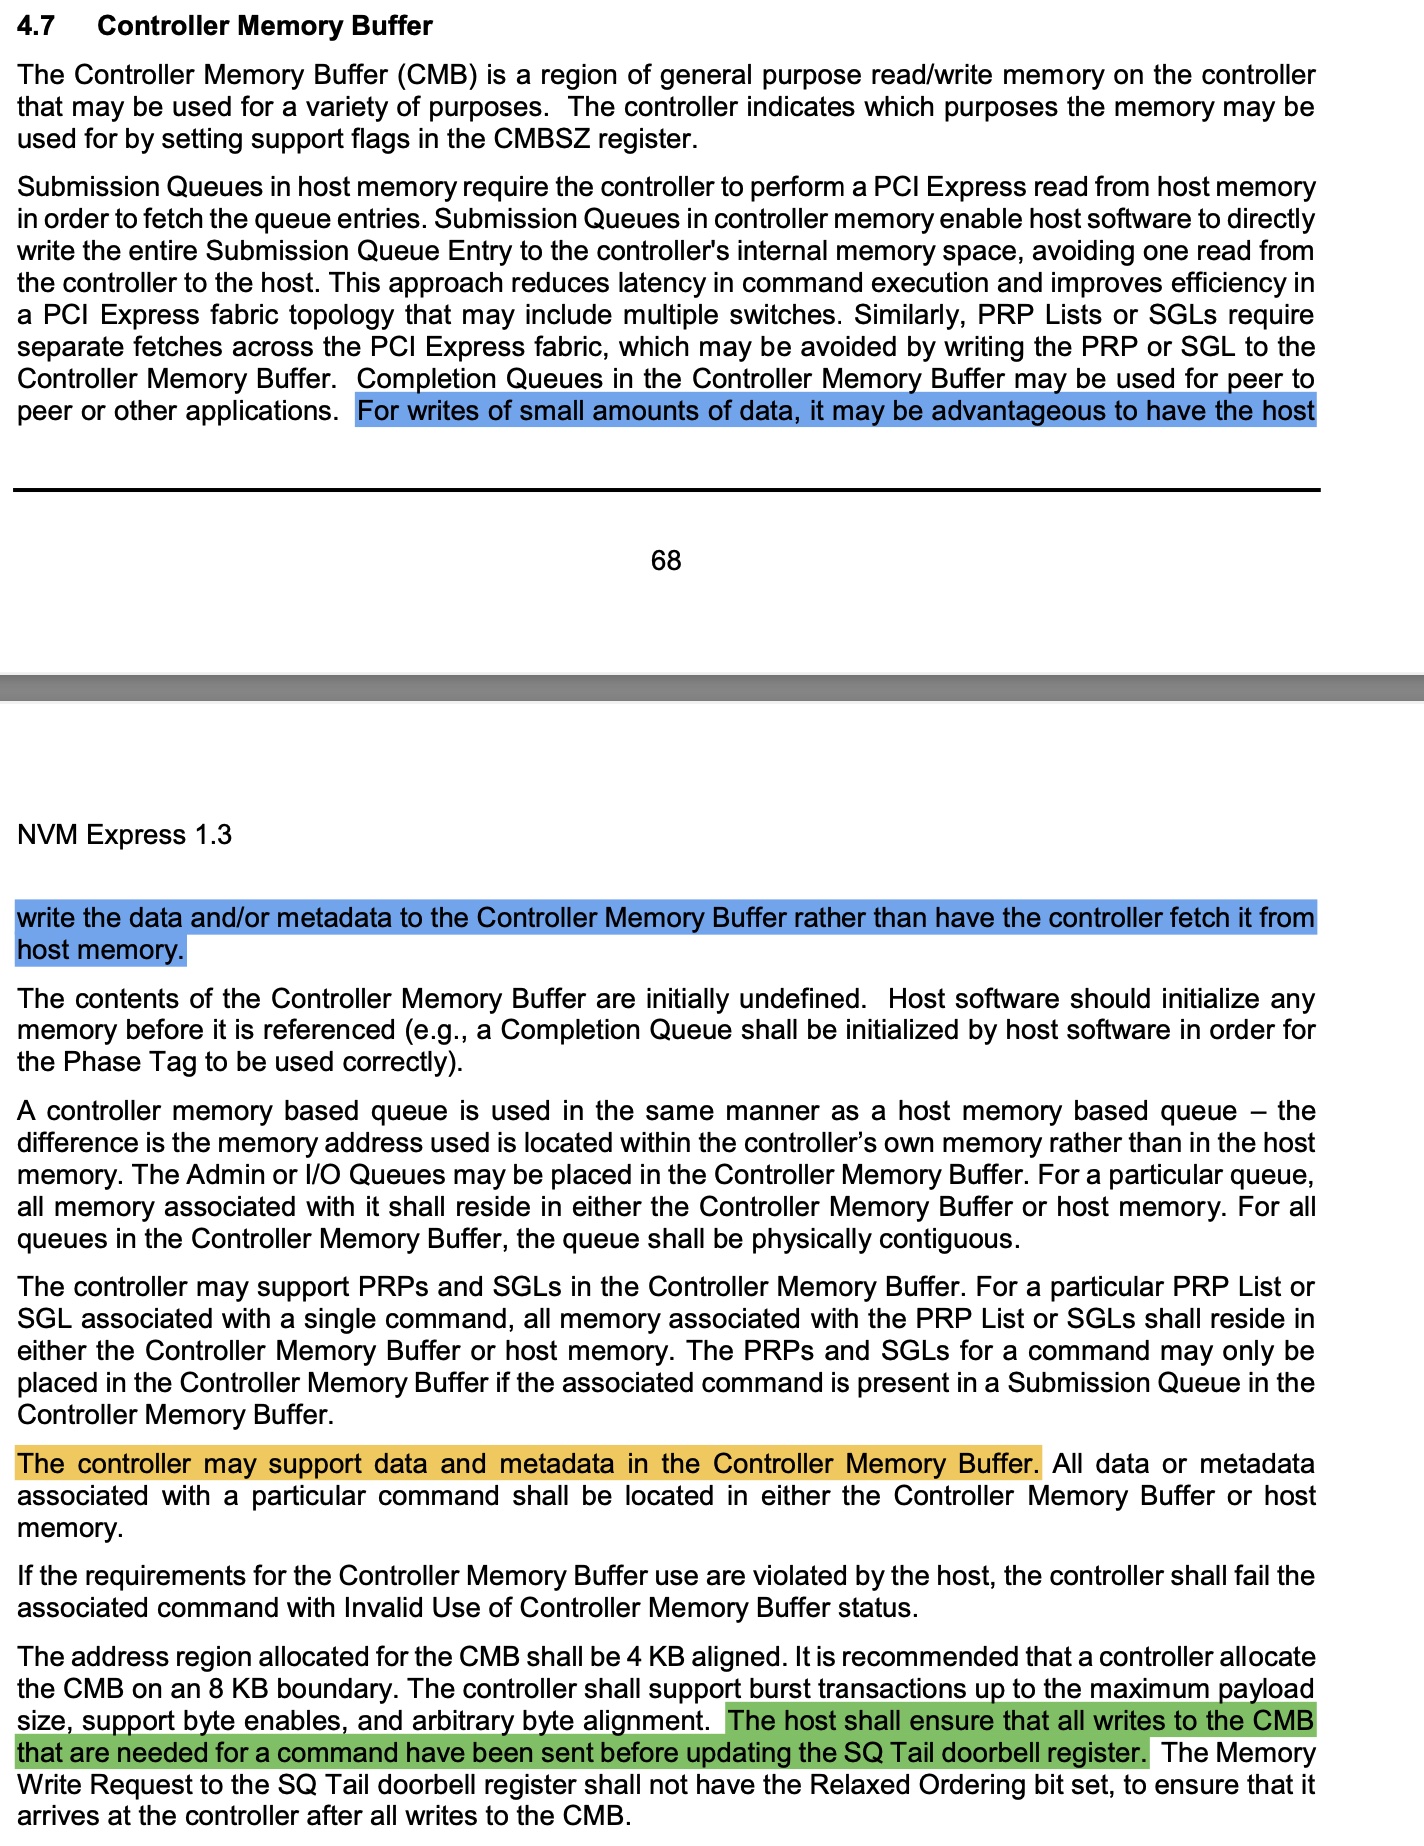 4.7 Controller Memory Buffer
The Controller Memory Buffer (CMB) is a region of general purpose read/write memory on the controller
that may be used for a variety of purposes. The controller indicates which purposes the memory may be
used for by setting support flags in the CMBSZ register.
Submission Queues in host memory require the controller to perform a PCI Express read from host memory
in order to fetch the queue entries. Submission Queues in controller memory enable host software to directly
write the entire Submission Queue Entry to the controller's internal memory space, avoiding one read from
the controller to the host. This approach reduces latency in command execution and improves efficiency in
a PCI Express fabric topology that may include multiple switches. Similarly, PRP Lists or SGLs require
separate fetches across the PCI Express fabric, which may be avoided by writing the PRP or SGL to the
Controller Memory Buffer. Completion Queues in the Controller Memory Buffer may be used for peer to
peer or other applications. For writes of small amounts of data, it may be advantageous to have the host
68
NVM Express 1.3
write the data and/or metadata to the Controller Memory Buffer rather than have the controller fetch it from
host memory.
The contents of the Controller Memory Buffer are initially undefined. Host software should initialize any
memory before it is referenced (e.g., a Completion Queue shall be initialized by host software in order for
the Phase Tag to be used correctly).
A controller memory based queue is used in the same manner as a host memory based queue – the
difference is the memory address used is located within the controller’s own memory rather than in the host
memory. The Admin or I/O Queues may be placed in the Controller Memory Buffer. For a particular queue,
all memory associated with it shall reside in either the Controller Memory Buffer or host memory. For all
queues in the Controller Memory Buffer, the queue shall be physically contiguous.
The controller may support PRPs and SGLs in the Controller Memory Buffer. For a particular PRP List or
SGL associated with a single command, all memory associated with the PRP List or SGLs shall reside in
either the Controller Memory Buffer or host memory. The PRPs and SGLs for a command may only be
placed in the Controller Memory Buffer if the associated command is present in a Submission Queue in the
Controller Memory Buffer.
The controller may support data and metadata in the Controller Memory Buffer. All data or metadata
associated with a particular command shall be located in either the Controller Memory Buffer or host
memory.
If the requirements for the Controller Memory Buffer use are violated by the host, the controller shall fail the
associated command with Invalid Use of Controller Memory Buffer status.
The address region allocated for the CMB shall be 4 KB aligned. It is recommended that a controller allocate
the CMB on an 8 KB boundary. The controller shall support burst transactions up to the maximum payload
size, support byte enables, and arbitrary byte alignment. The host shall ensure that all writes to the CMB
that are needed for a command have been sent before updating the SQ Tail doorbell register. The Memory
Write Request to the SQ Tail doorbell register shall not have the Relaxed Ordering bit set, to ensure that it
arrives at the controller after all writes to the CMB.